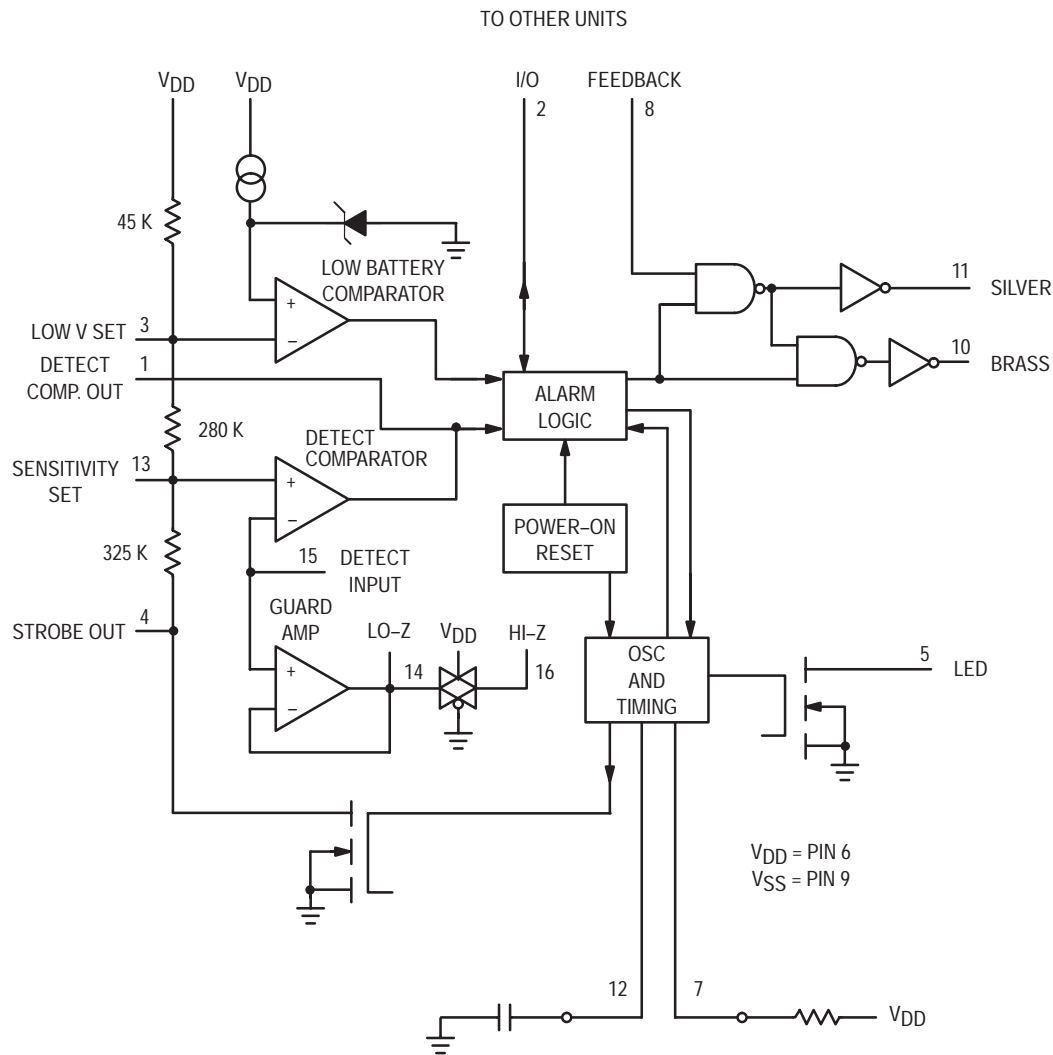 TO OTHER UNITS
VDD
VDD
I/O
2
FEEDBACK
8
45 K
LOW BATTERY
COMPARATOR
+
–
LOW V SET
3
DETECT
COMP. OUT
1
11
SILVER
10
BRASS
ALARM
LOGIC
280 K
DETECT
COMPARATOR
SENSITIVITY
SET
13
+
–
POWER–ON
RESET
325 K
15
DETECT
INPUT
STROBE OUT
4
GUARD
AMP
LO–Z
VDD
HI–Z
+
–
14
16
OSC
AND
TIMING
5
LED
VDD = PIN 6
VSS = PIN 9
12
7
VDD